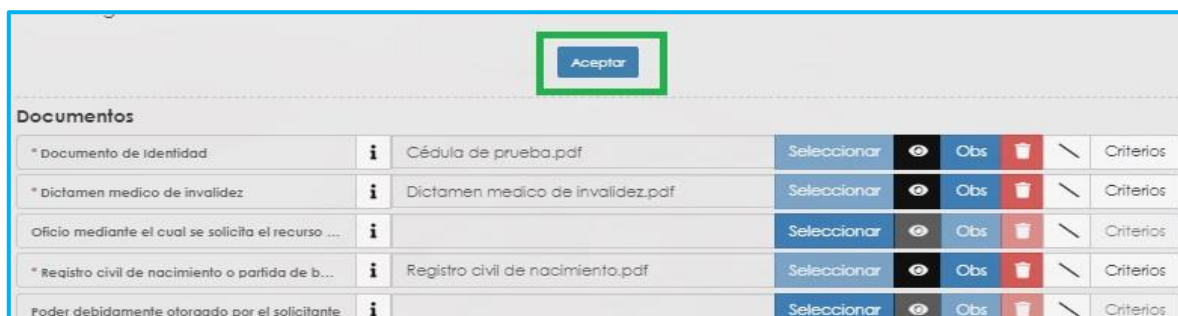 Aceptar
Documentos
* Documento de Identidad i Cédula de prueba.pdf Seleccionar Obs Criterios
* Dictamen medico de invalidez i Dictamen medico de invalidez.pdf Seleccionar Obs Criterios
Oficio mediante el cual se solicita el recurso ... i Seleccionar Obs Criterios
* Registro civil de nacimiento o partida de b... i Registro civil de nacimiento.pdf Seleccionar Obs Criterios
Poder debidamente otorgado por el solicitante i Seleccionar Obs Criterios